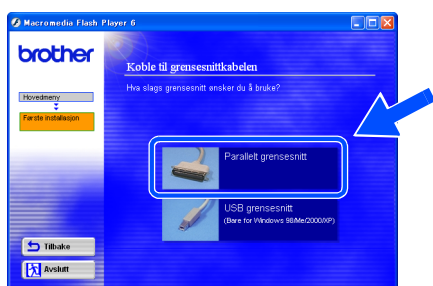 Macromedia Flash Player 6
brother
Koble til grensesnittkabelen
Hva slags grensesnitt ønsker du å bruke?
Hovedmeny
Første installasjon
Parallelt grensesnitt
USB grensesnitt
(Bare for Windows 98/Me/2000/XP)
Tilbake
Avslutt